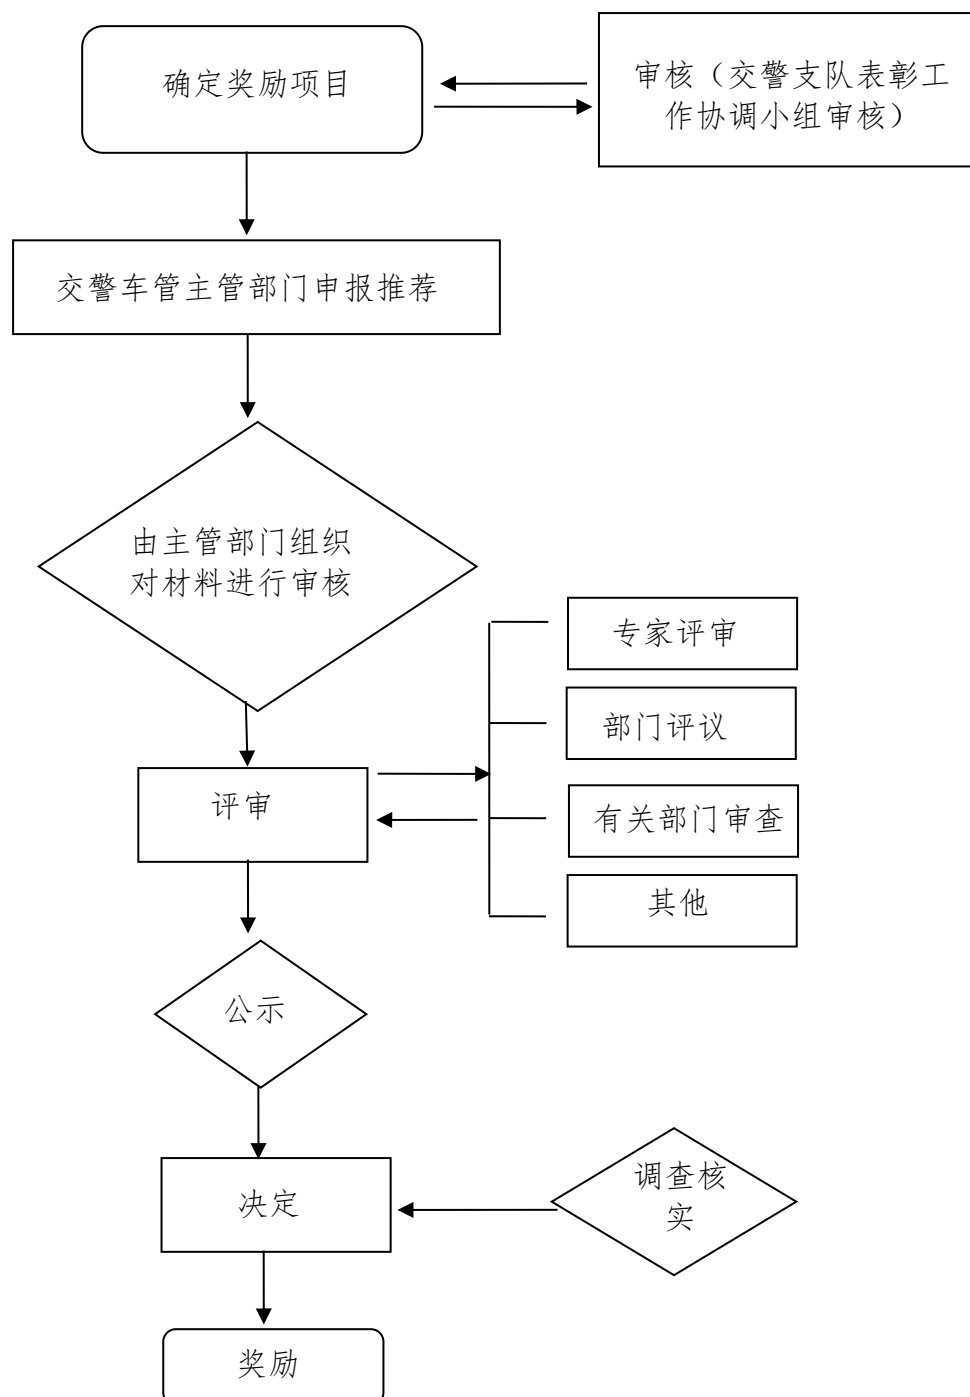 确定奖励项目
审核（交警支队表彰工
作协调小组审核）
交警车管主管部门申报推荐
由主管部门组织
对材料进行审核
专家评审
部门评议
评审
有关部门审查
其他
公示
调查核
实
决定
奖励